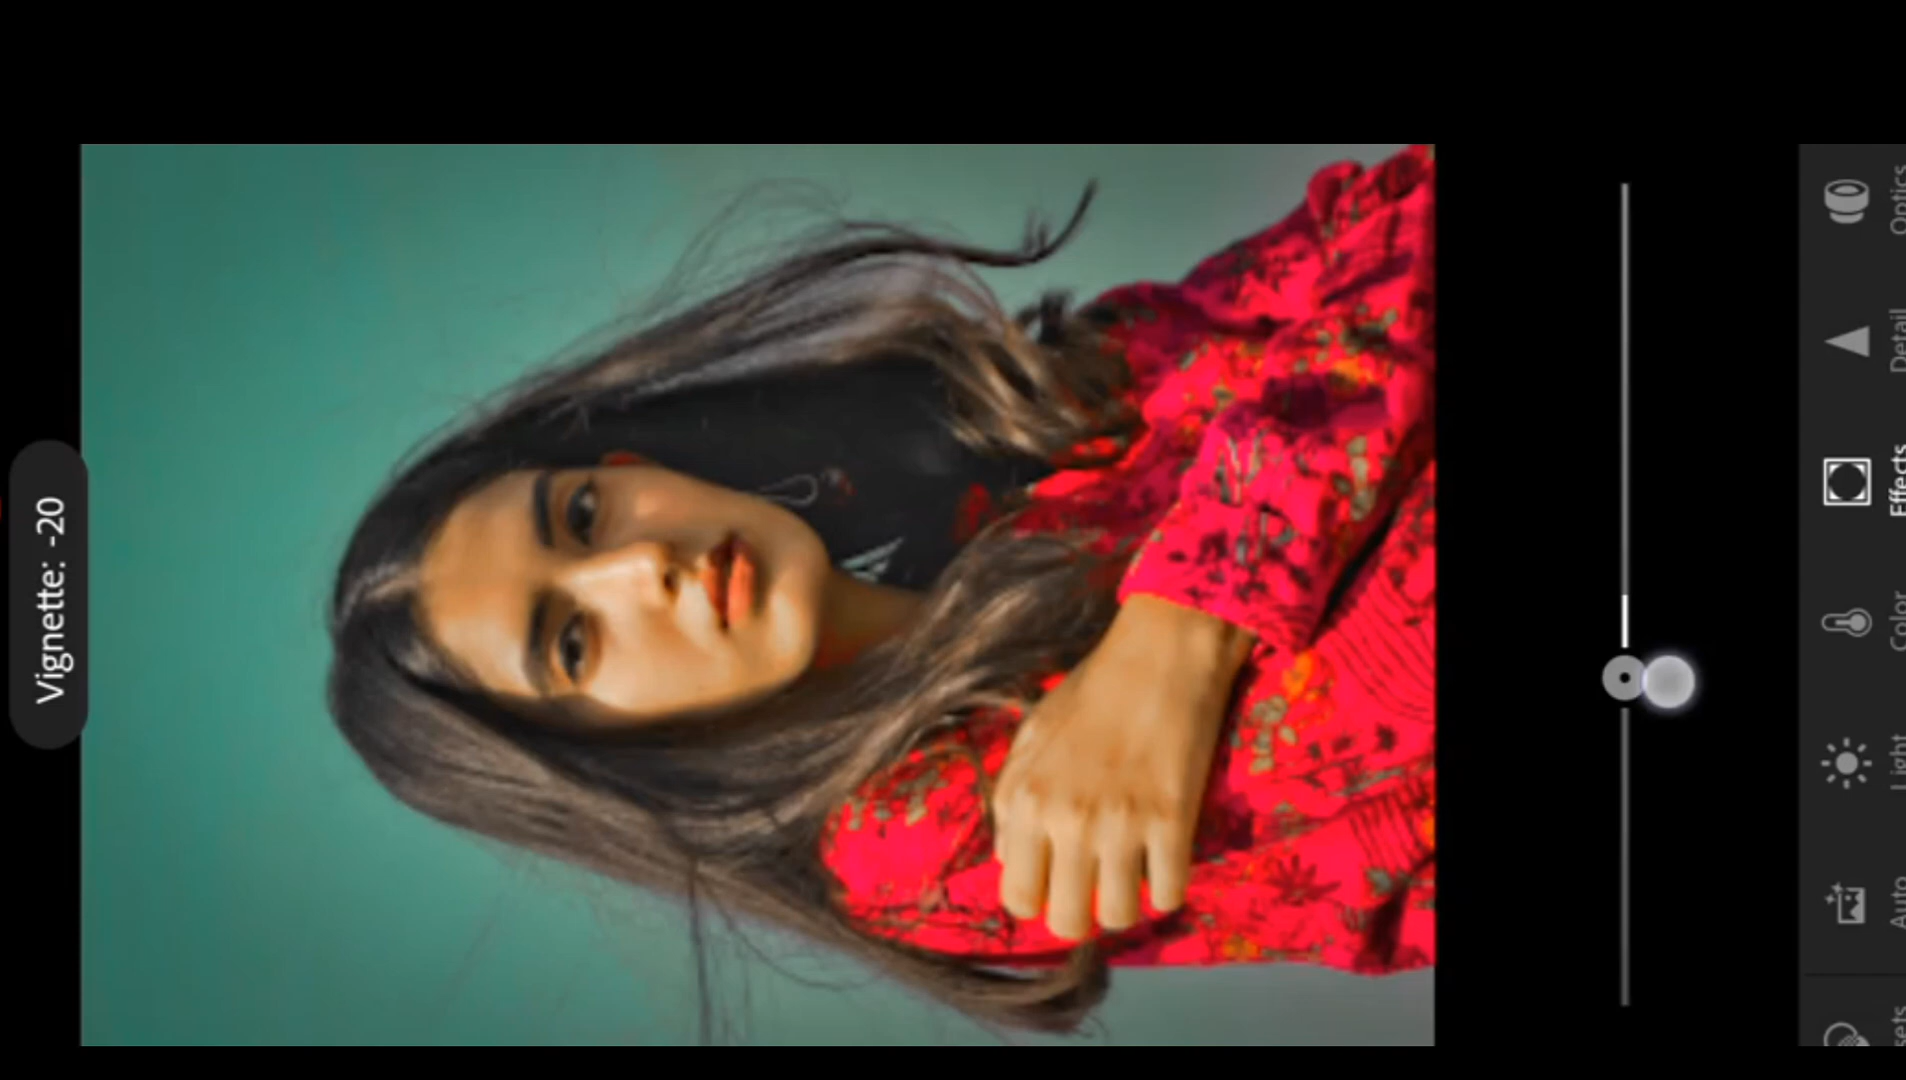 Vignette: -20
Auto
Light
Color
Effects
Detail
Optics